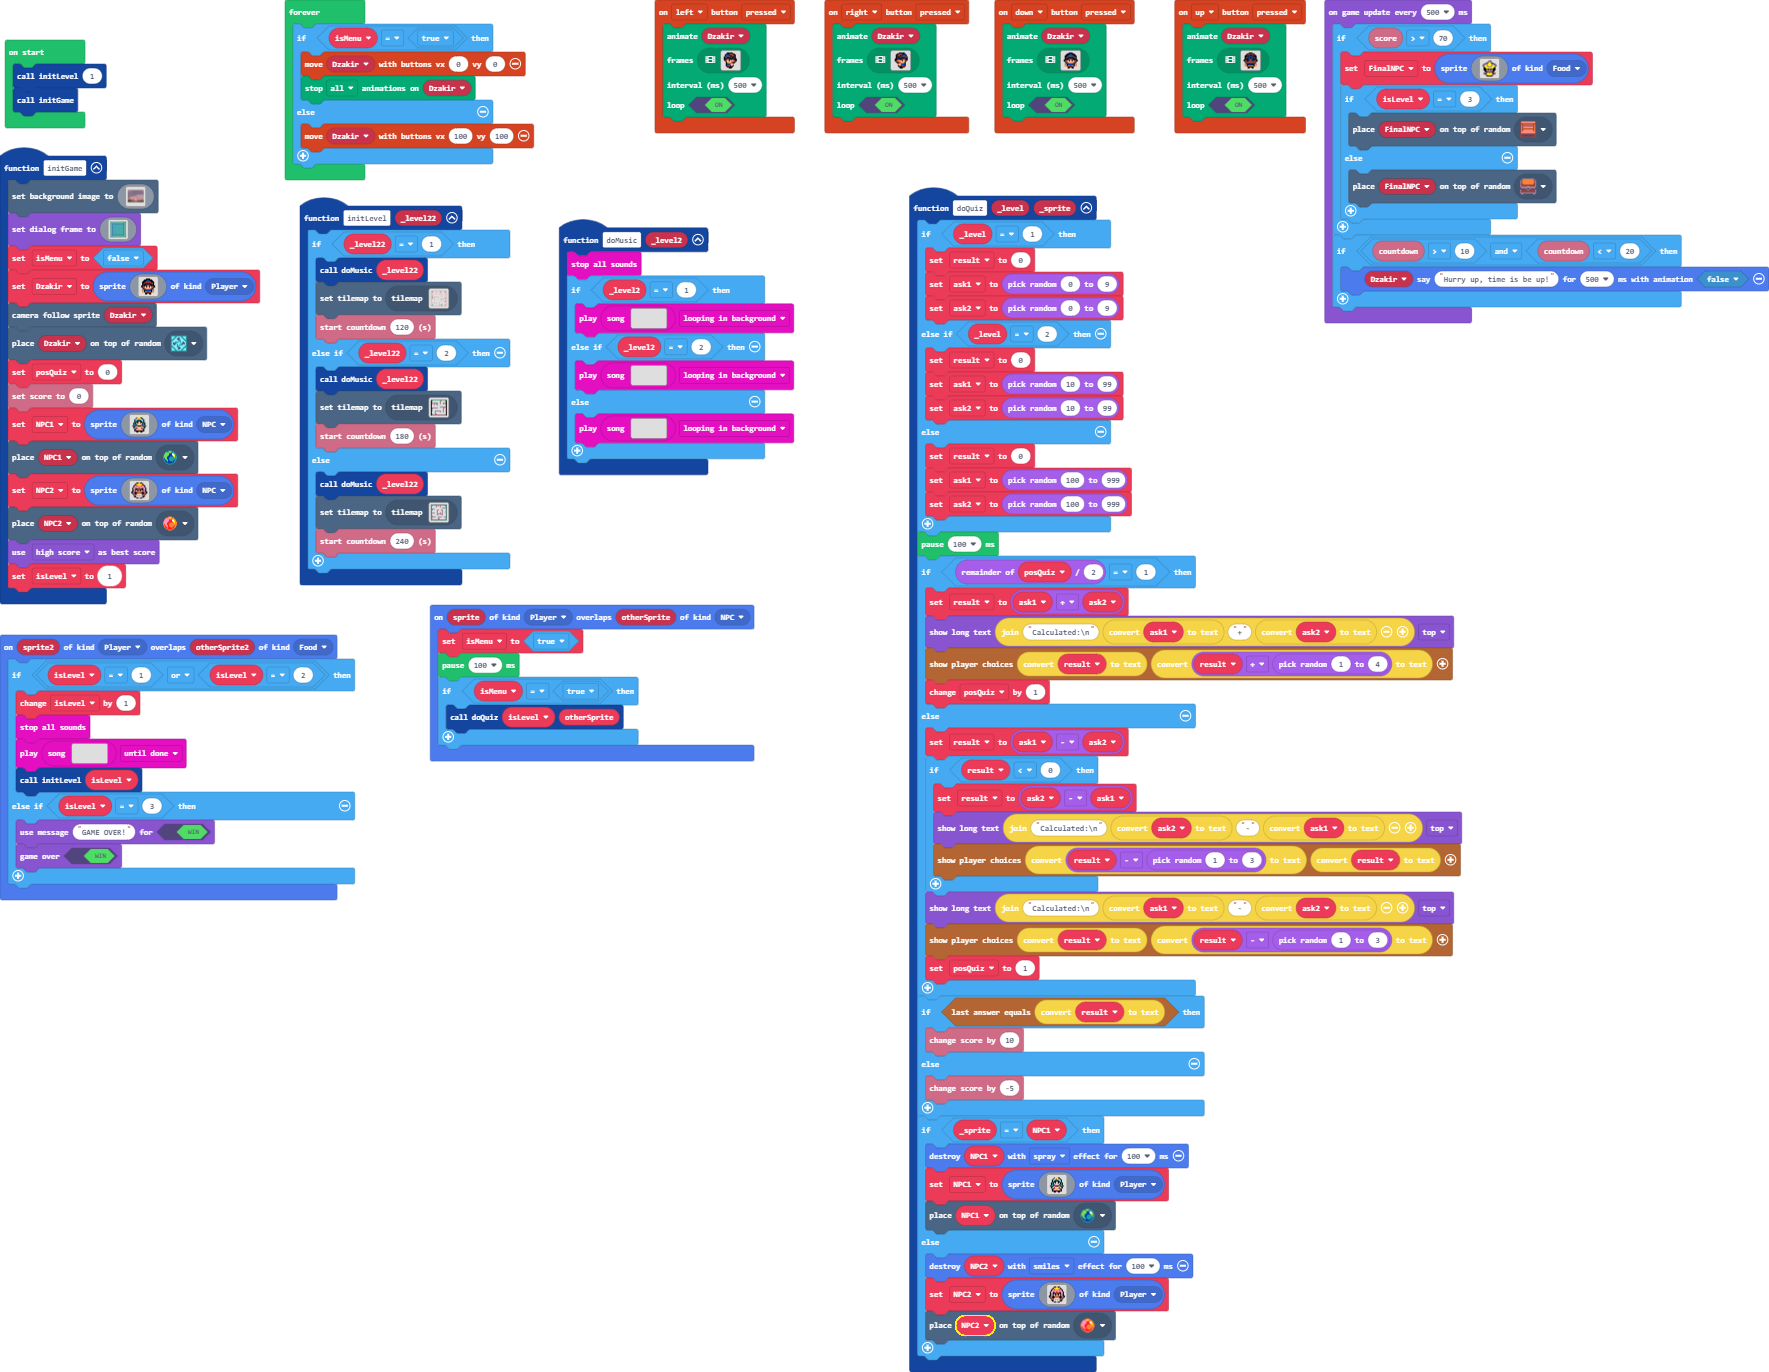 on start
call initLevel 1
call initGame
function initGame
set background image to
set dialog frame to
set isMenu to false
set Dzakir to sprite of kind Player
camera follow sprite Dzakir
place Dzakir on top of random
set posQuiz to 0
set score to 0
set NPC1 to sprite of kind NPC
place NPC1 on top of random
set NPC2 to sprite of kind NPC
place NPC2 on top of random
use high score as best score
set isLevel to 1
on sprite2 of kind Player overlaps otherSprite2 of kind Food
if isLevel = 1 or isLevel = 2 then
change isLevel by 1
stop all sounds
play song until done
call initLevel isLevel
else if isLevel = 3 then
use message "GAME OVER!" for WIN
game over WIN
forever
if isMenu = true then
move Dzakir with buttons vx 0 vy 0
stop all animations on Dzakir
else
move Dzakir with buttons vx 100 vy 100
function initLevel _level22
if _level22 = 1 then
call doMusic _level22
set tilemap to tilemap
start countdown 120 (s)
else if _level22 = 2 then
call doMusic _level22
set tilemap to tilemap
start countdown 180 (s)
else
call doMusic _level22
set tilemap to tilemap
start countdown 240 (s)
function doMusic _level2
stop all sounds
if _level2 = 1 then
play song looping in background
else if _level2 = 2 then
play song looping in background
else
play song looping in background
on sprite of kind Player overlaps otherSprite of kind NPC
set isMenu to true
pause 100 ms
if isMenu = true then
call doQuiz isLevel otherSprite
on left button pressed
animate Dzakir
frames
interval (ms) 500
loop ON
on right button pressed
animate Dzakir
frames
interval (ms) 500
loop ON
on down button pressed
animate Dzakir
frames
interval (ms) 500
loop ON
on up button pressed
animate Dzakir
frames
interval (ms) 500
loop ON
function doQuiz _level _sprite
if _level = 1 then
set result to 0
set ask1 to pick random 0 to 9
set ask2 to pick random 0 to 9
else if _level = 2 then
set result to 0
set ask1 to pick random 10 to 99
set ask2 to pick random 10 to 99
else
set result to 0
set ask1 to pick random 100 to 999
set ask2 to pick random 100 to 999
pause 100 ms
if remainder of posQuiz / 2 = 1 then
set result to ask1 + ask2
show long text join "Calculated:\n" convert ask1 to text "+" convert ask2 to text top
show player choices convert result to text convert result + pick random 1 to 4 to text
change posQuiz by 1
else
set result to ask1 - ask2
if result < 0 then
set result to ask2 - ask1
show long text join "Calculated:\n" convert ask2 to text "-" convert ask1 to text top
show player choices convert result - pick random 1 to 3 to text convert result to text
show long text join "Calculated:\n" convert ask1 to text "-" convert ask2 to text top
show player choices convert result to text convert result - pick random 1 to 3 to text
set posQuiz to 1
if last answer equals convert result to text then
change score by 10
else
change score by -5
if _sprite = NPC1 then
destroy NPC1 with spray effect for 100 ms
set NPC1 to sprite of kind Player
place NPC1 on top of random
else
destroy NPC2 with smiles effect for 100 ms
set NPC2 to sprite of kind Player
place NPC2 on top of random
on game update every 500 ms
if score > 70 then
set FinalNPC to sprite of kind Food
if isLevel = 3 then
place FinalNPC on top of random
else
place FinalNPC on top of random
if countdown > 10 and countdown < 20 then
Dzakir say "Hurry up, time is be up!" for 500 ms with animation false